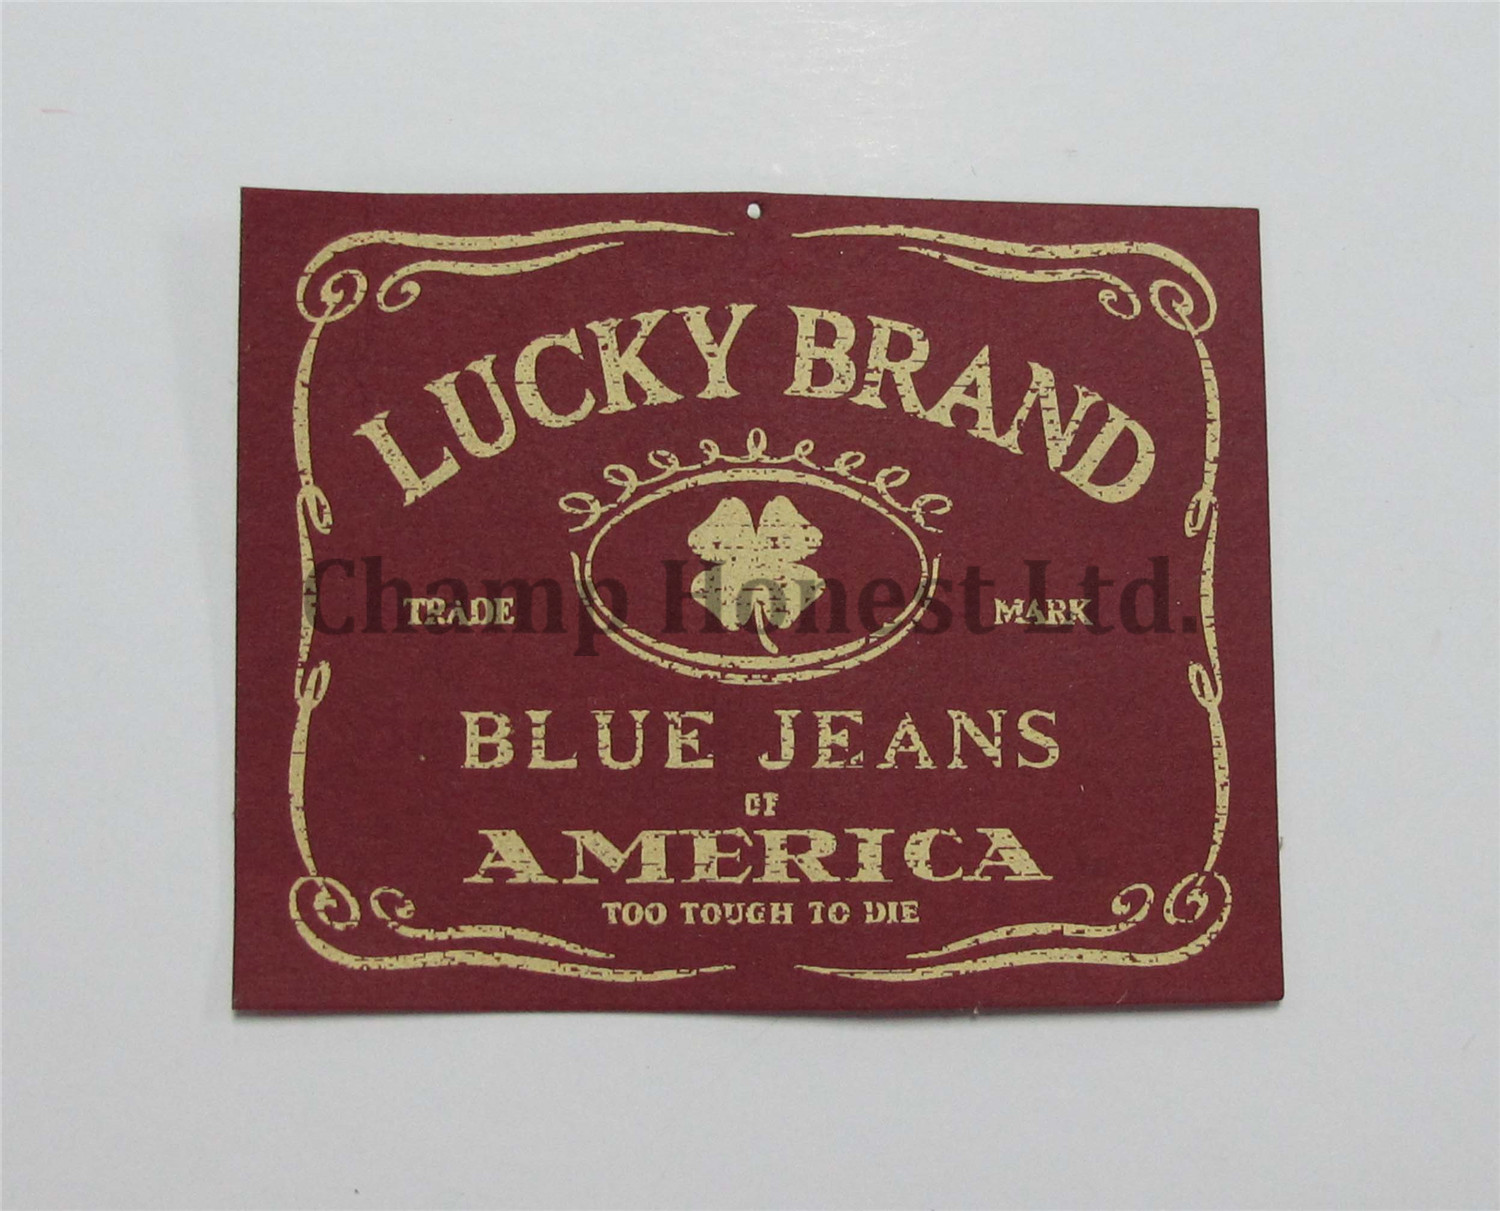 LUCKY BRAND
TRADE MARK
Champ Honest Ltd.
BLUE JEANS
OF
AMERICA
TOO TOUGH TO DIE